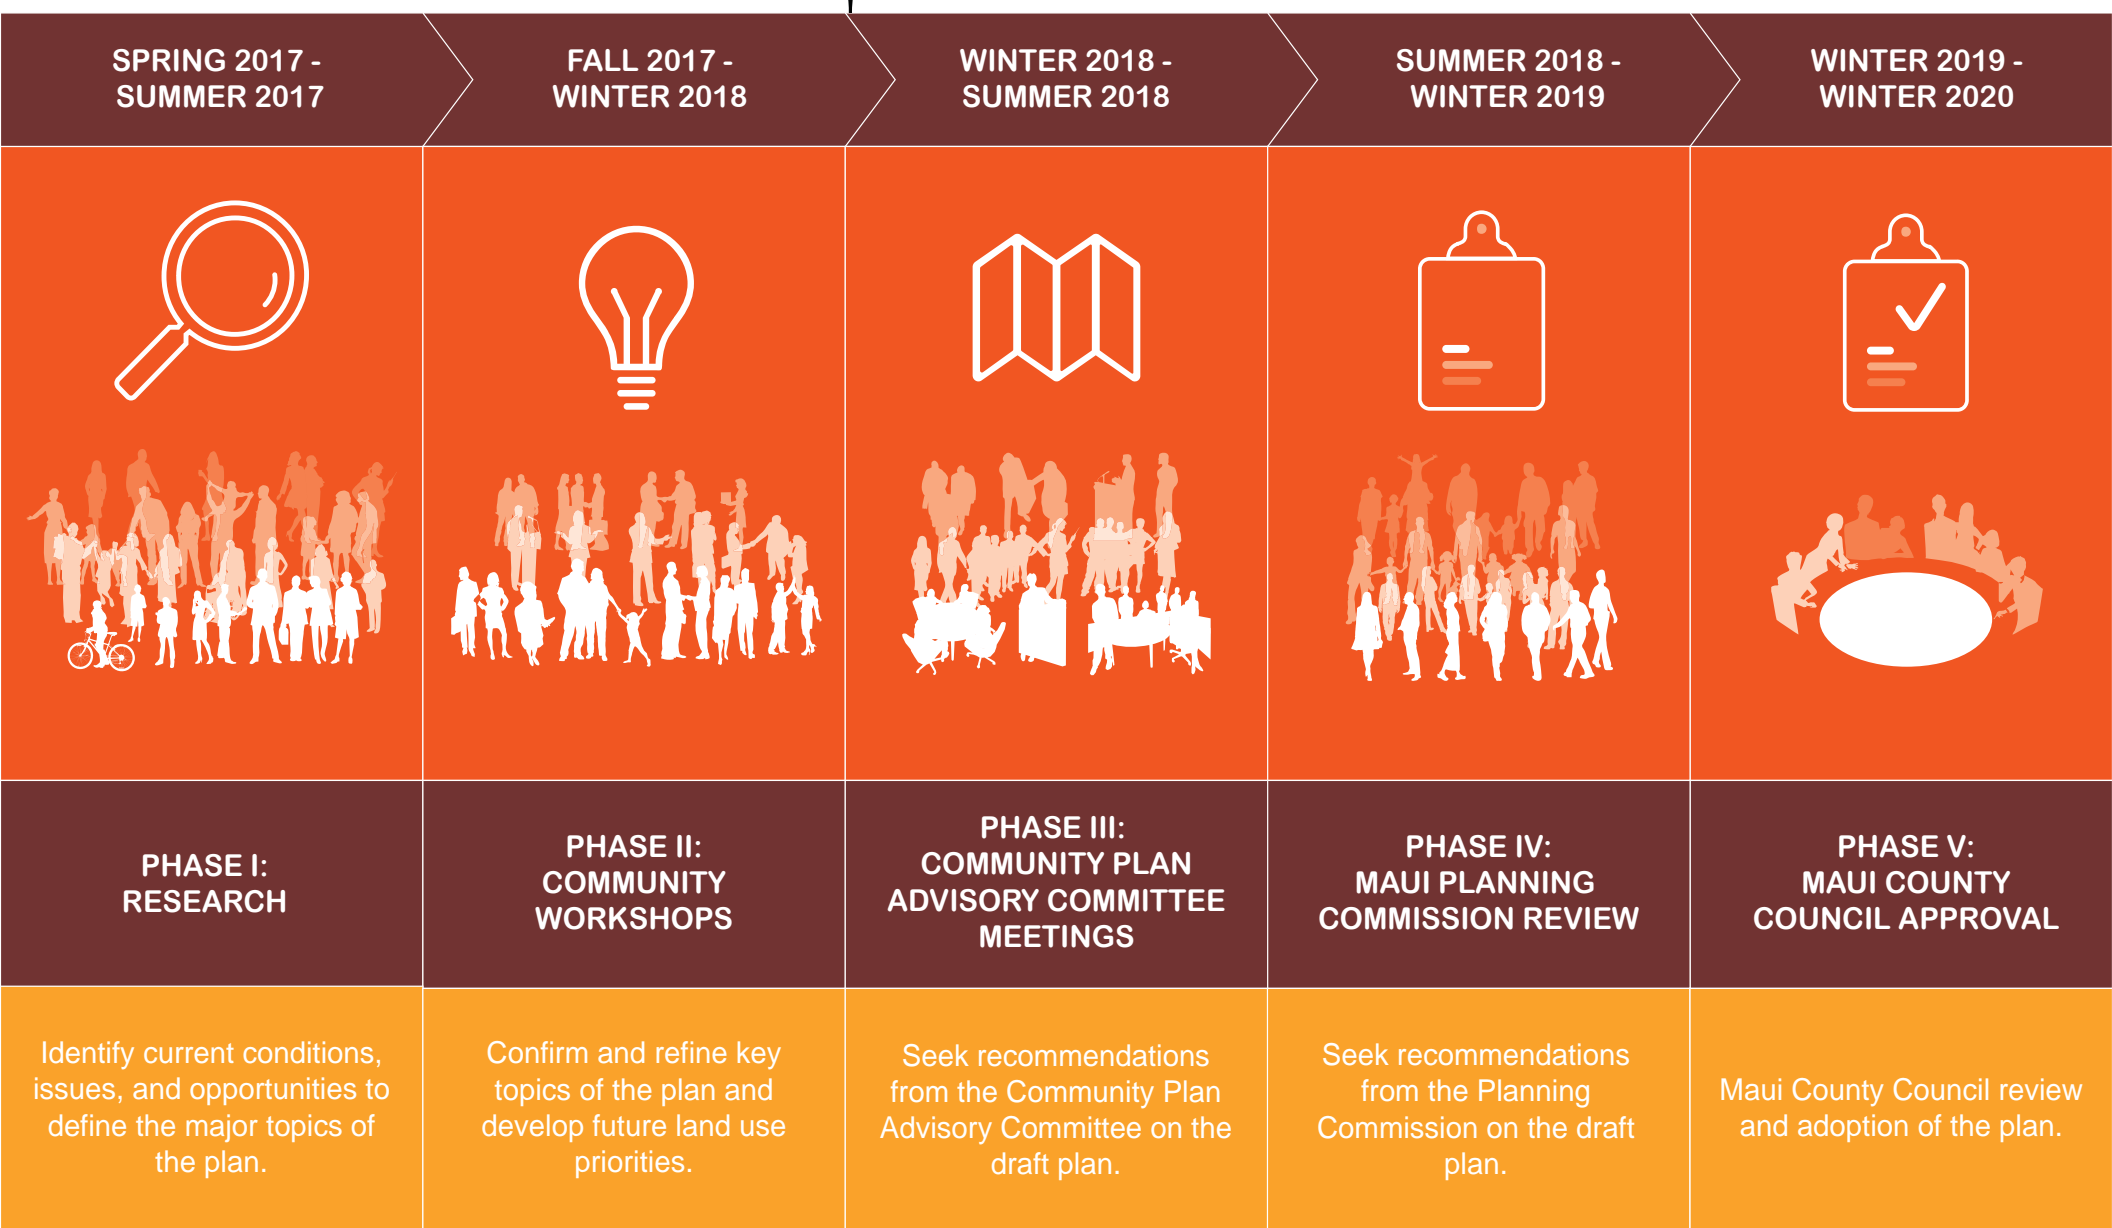 SPRING 2017 -
SUMMER 2017
FALL 2017 -
WINTER 2018
WINTER 2018 -
SUMMER 2018
SUMMER 2018 -
WINTER 2019
WINTER 2019 -
WINTER 2020
PHASE I:
RESEARCH
PHASE II:
COMMUNITY
WORKSHOPS
PHASE III:
COMMUNITY PLAN
ADVISORY COMMITTEE
MEETINGS
PHASE IV:
MAUI PLANNING
COMMISSION REVIEW
PHASE V:
MAUI COUNTY
COUNCIL APPROVAL
Identify current conditions,
issues, and opportunities to
define the major topics of
the plan.
Confirm and refine key
topics of the plan and
develop future land use
priorities.
Seek recommendations
from the Community Plan
Advisory Committee on the
draft plan.
Seek recommendations
from the Planning
Commission on the draft
plan.
Maui County Council review
and adoption of the plan.